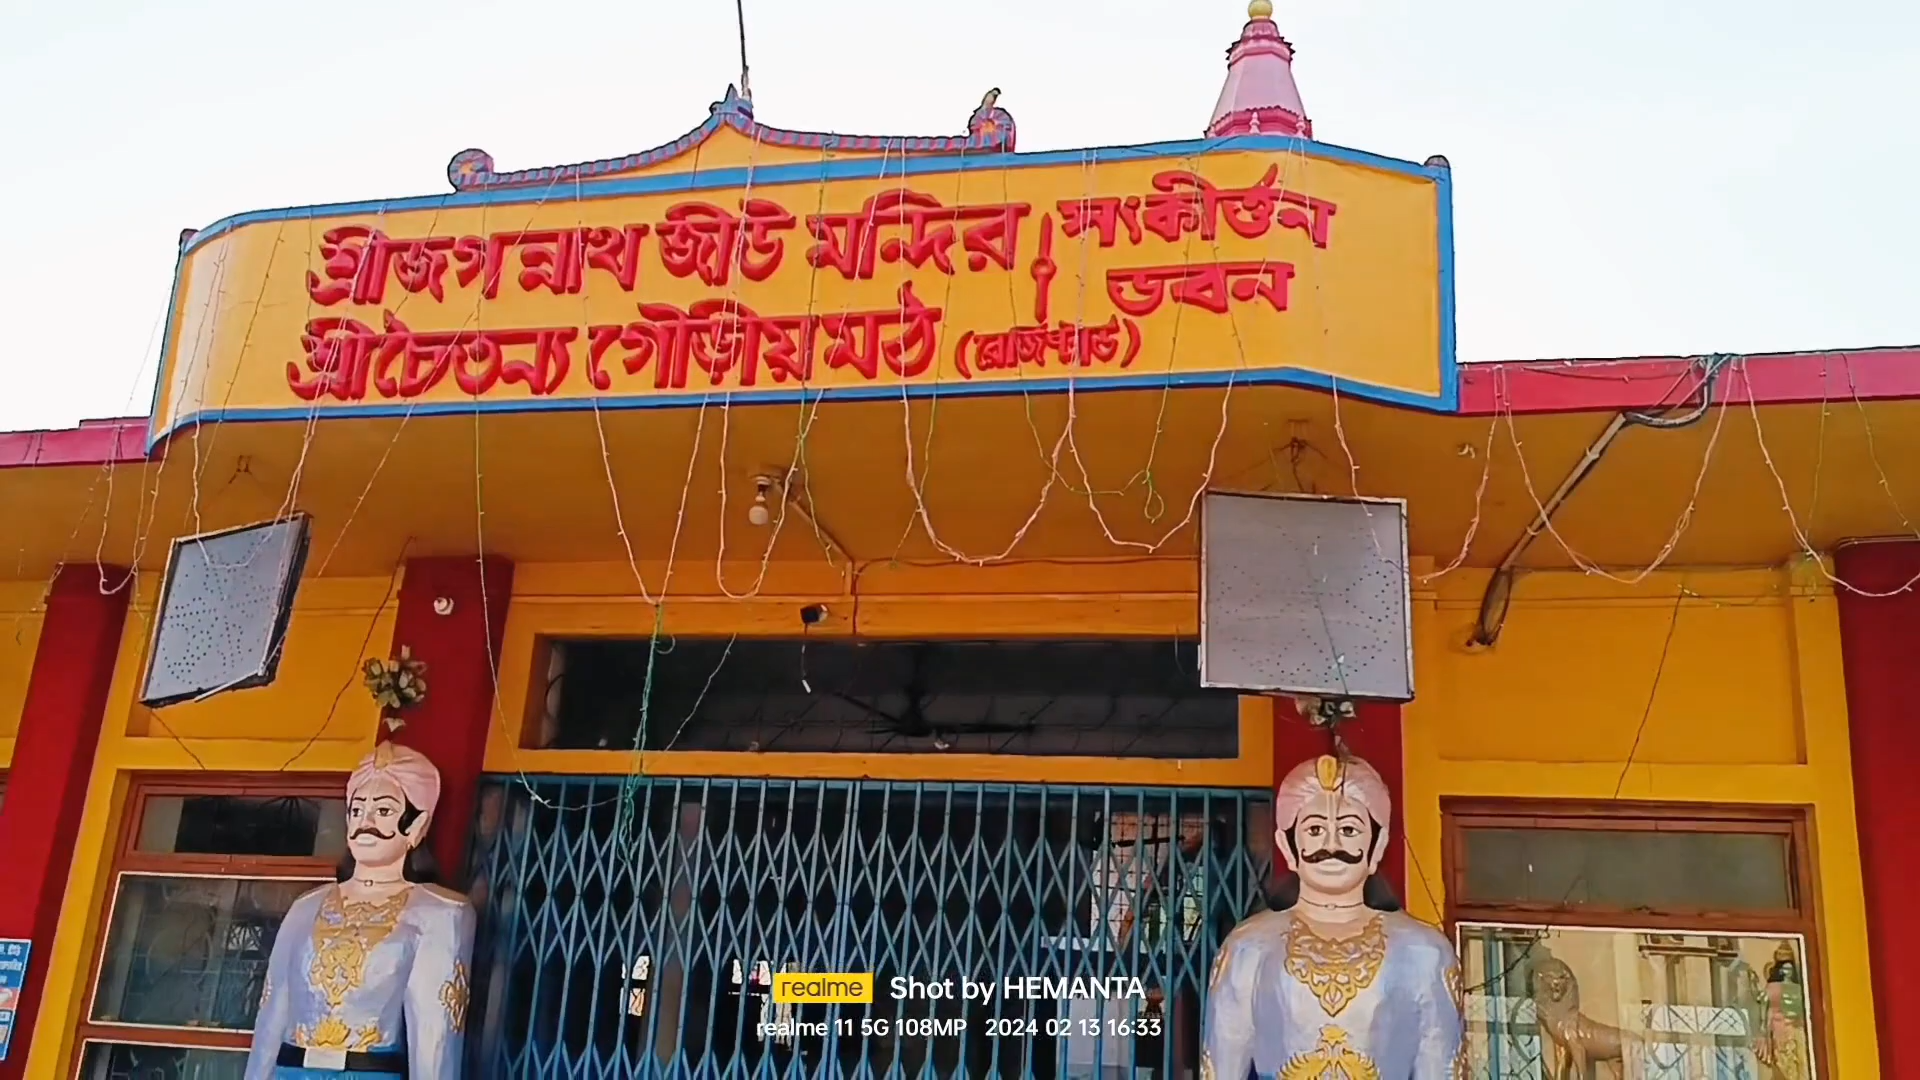 শ্রীজগন্নাথ জীউ মন্দির
শ্রীচৈতন্য গৌড়ীয় মঠ (রেজিষ্টার্ড)
সংকীর্ত্তন
ভবন
realme Shot by HEMANTA
realme 11 5G 108MP 2024 02 13 16:33